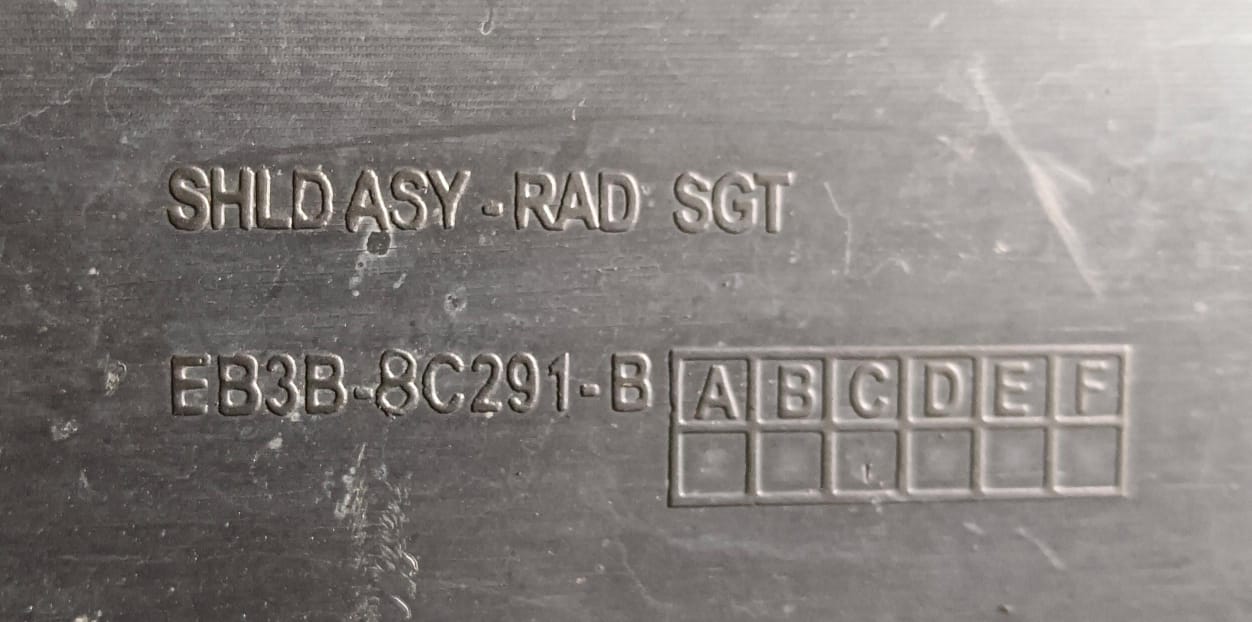 SHLD ASY - RAD SGT
EB3B-8C291-B A B C D E F